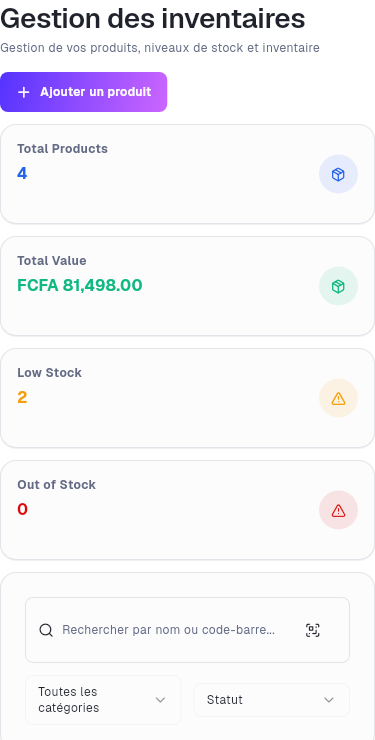 Gestion des inventaires
Gestion de vos produits, niveaux de stock et inventaire
Ajouter un produit
Total Products
4
Total Value
FCFA 81,498.00
Low Stock
2
Out of Stock
0
Rechercher par nom ou code-barre...
Toutes les
catégories
Statut